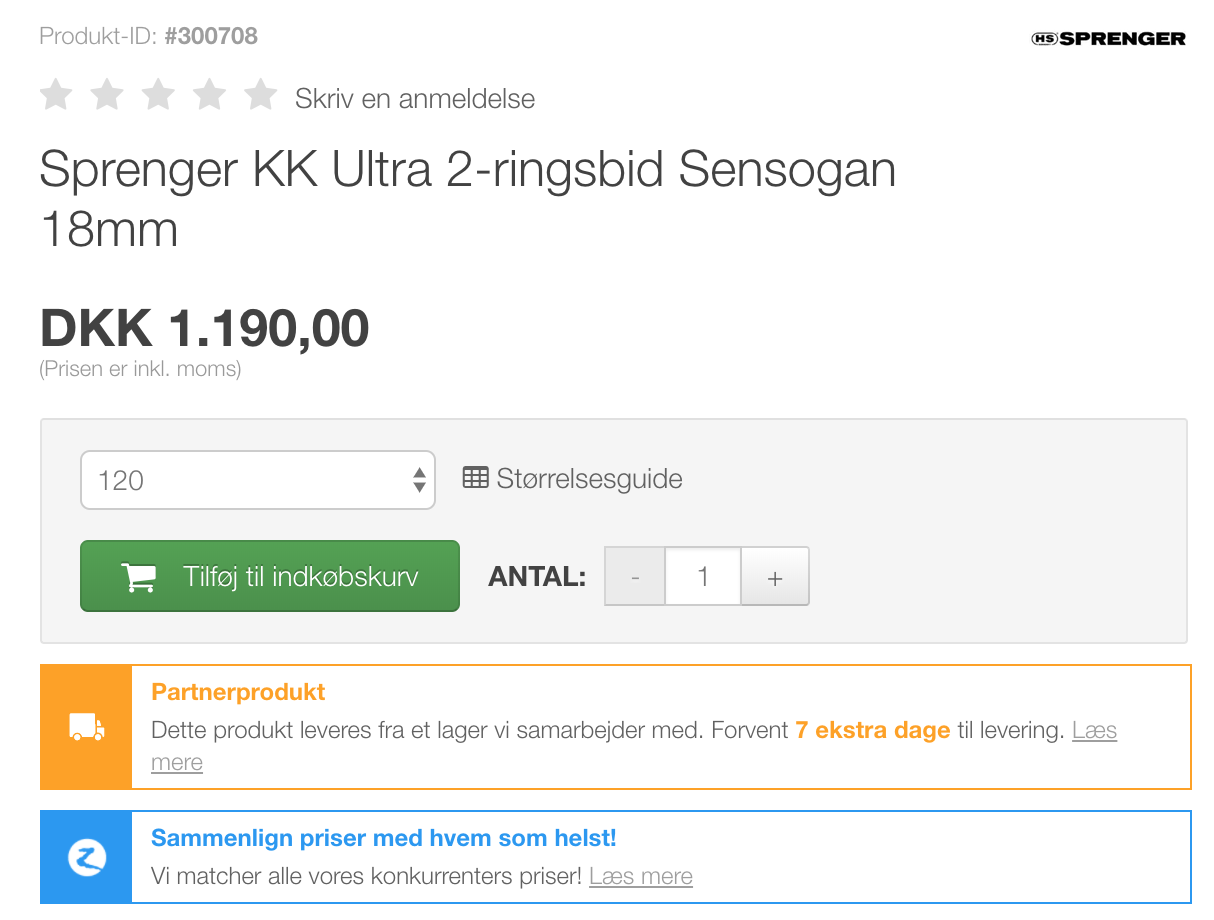 Produkt-ID: #300708
HS SPRENGER
Skriv en anmeldelse
Sprenger KK Ultra 2-ringsbid Sensogan
18mm
DKK 1.190,00
(Prisen er inkl. moms)
120
Størrelsesguide
Tilføj til indkøbskurv
ANTAL:
-
1
+
Partnerprodukt
Dette produkt leveres fra et lager vi samarbejder med. Forvent 7 ekstra dage til levering. Læs
mere
Sammenlign priser med hvem som helst!
Vi matcher alle vores konkurrenters priser! Læs mere